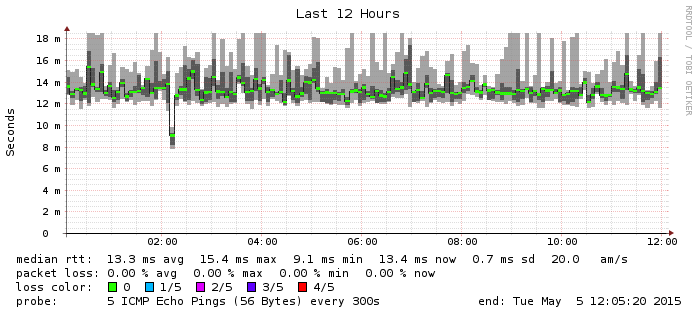 Last 12 Hours
RRDTOOL / TOBI OETIKER
Seconds
18 m
16 m
14 m
12 m
10 m
8 m
6 m
4 m
2 m
0
02:00 04:00 06:00 08:00 10:00 12:00
median rtt: 13.3 ms avg 15.4 ms max 9.1 ms min 13.4 ms now 0.7 ms sd 20.0 am/s
packet loss: 0.00 % avg 0.00 % max 0.00 % min 0.00 % now
loss color: 0 1/5 2/5 3/5 4/5
probe: 5 ICMP Echo Pings (56 Bytes) every 300s end: Tue May 5 12:05:20 2015